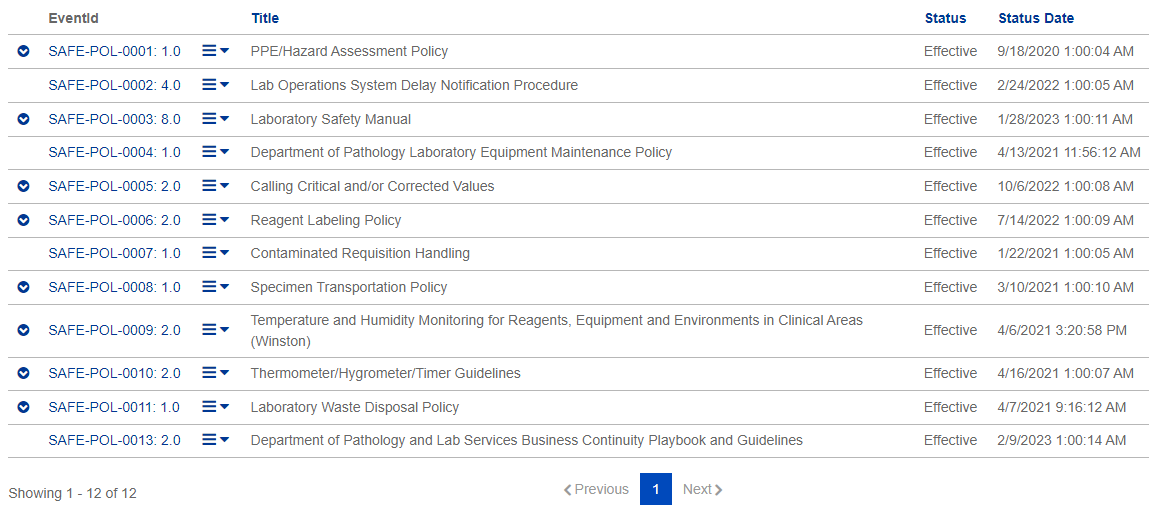 EventId Title Status Status Date
SAFE-POL-0001: 1.0 PPE/Hazard Assessment Policy Effective 9/18/2020 1:00:04 AM
SAFE-POL-0002: 4.0 Lab Operations System Delay Notification Procedure Effective 2/24/2022 1:00:05 AM
SAFE-POL-0003: 8.0 Laboratory Safety Manual Effective 1/28/2023 1:00:11 AM
SAFE-POL-0004: 1.0 Department of Pathology Laboratory Equipment Maintenance Policy Effective 4/13/2021 11:56:12 AM
SAFE-POL-0005: 2.0 Calling Critical and/or Corrected Values Effective 10/6/2022 1:00:08 AM
SAFE-POL-0006: 2.0 Reagent Labeling Policy Effective 7/14/2022 1:00:09 AM
SAFE-POL-0007: 1.0 Contaminated Requisition Handling Effective 1/22/2021 1:00:05 AM
SAFE-POL-0008: 1.0 Specimen Transportation Policy Effective 3/10/2021 1:00:10 AM
SAFE-POL-0009: 2.0 Temperature and Humidity Monitoring for Reagents, Equipment and Environments in Clinical Areas
(Winston) Effective 4/6/2021 3:20:58 PM
SAFE-POL-0010: 2.0 Thermometer/Hygrometer/Timer Guidelines Effective 4/16/2021 1:00:07 AM
SAFE-POL-0011: 1.0 Laboratory Waste Disposal Policy Effective 4/7/2021 9:16:12 AM
SAFE-POL-0013: 2.0 Department of Pathology and Lab Services Business Continuity Playbook and Guidelines Effective 2/9/2023 1:00:14 AM
Showing 1 - 12 of 12 Previous 1 Next